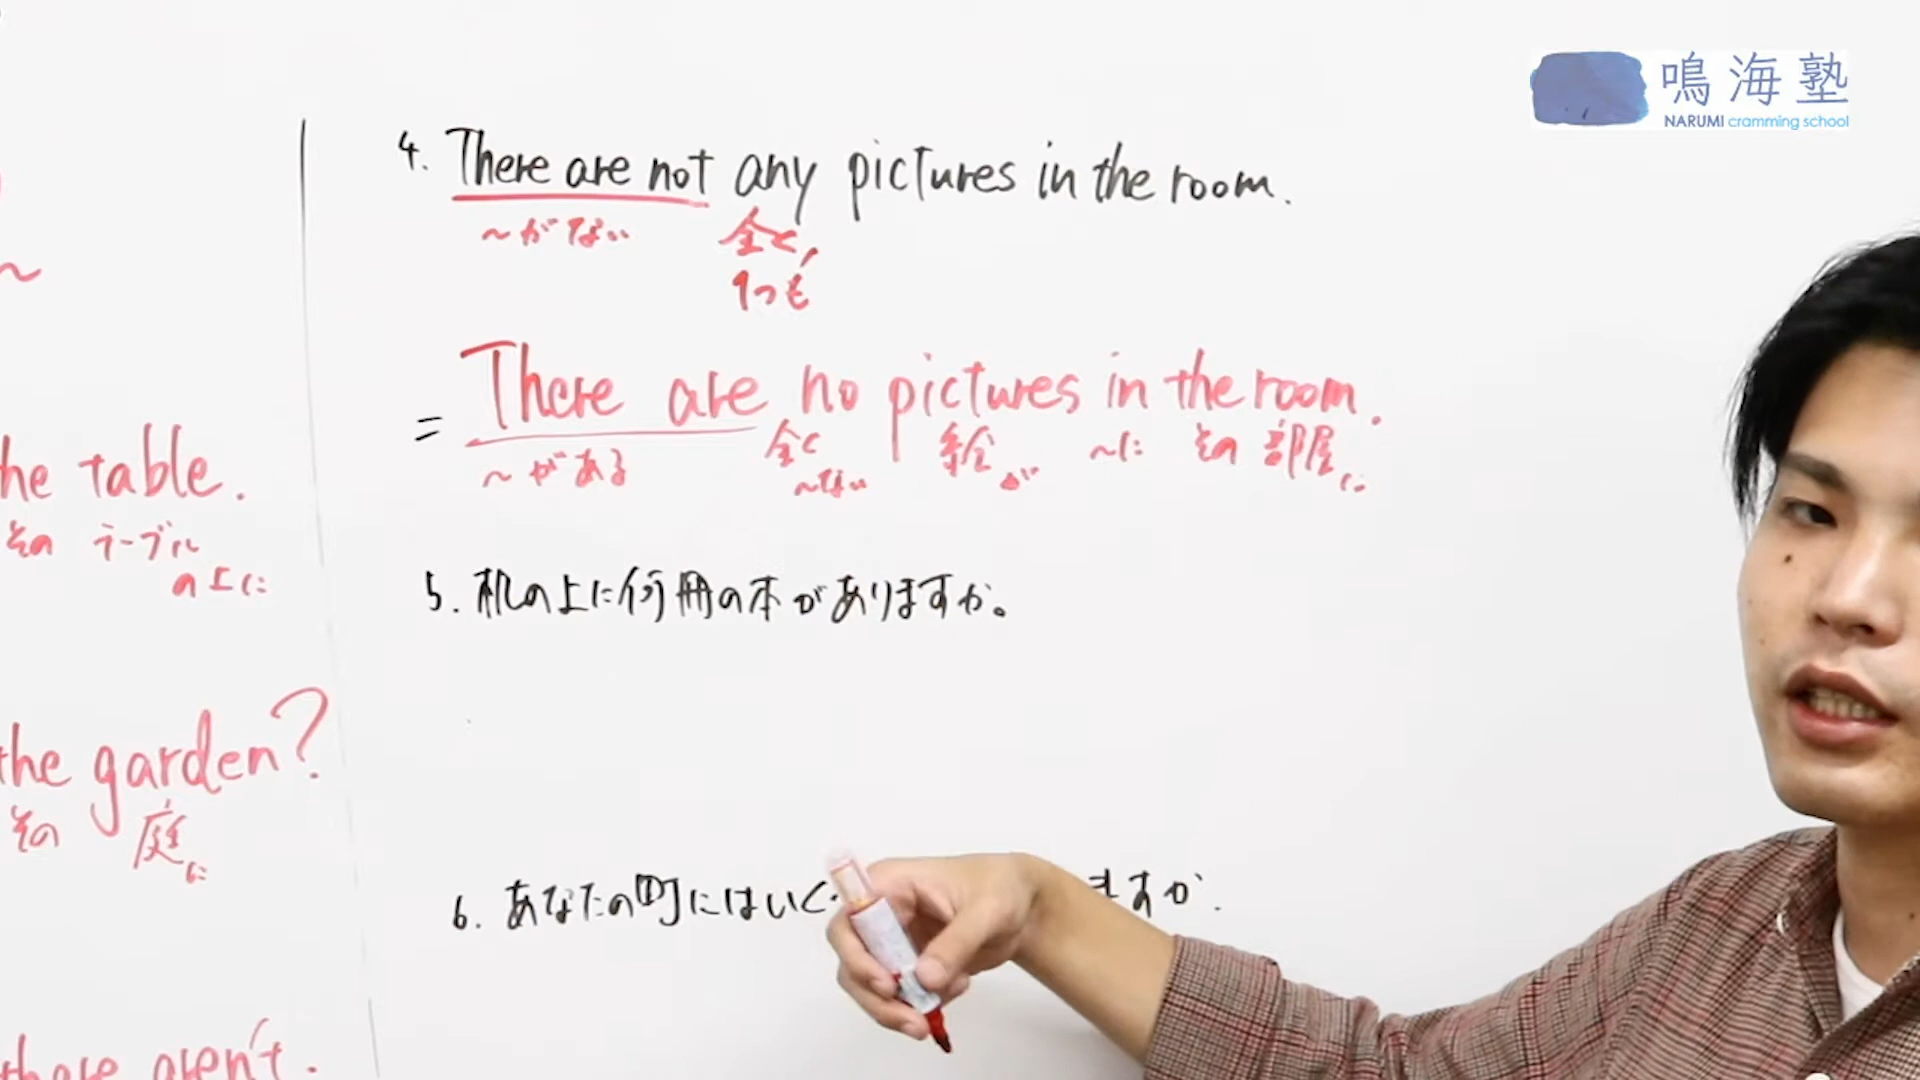 鳴海塾
NARUMI cramming school
4. There are not any pictures in the room.
〜がない 全く,
1つも
= There are no pictures in the room.
〜がある 全く 絵が 〜に その 部屋に
〜ない
he table.
その テーブル
の上に
5. 机の上に何冊の本がありますか。
the garden?
その 庭に
6. あなたの町にはいく ますか.
there aren't.